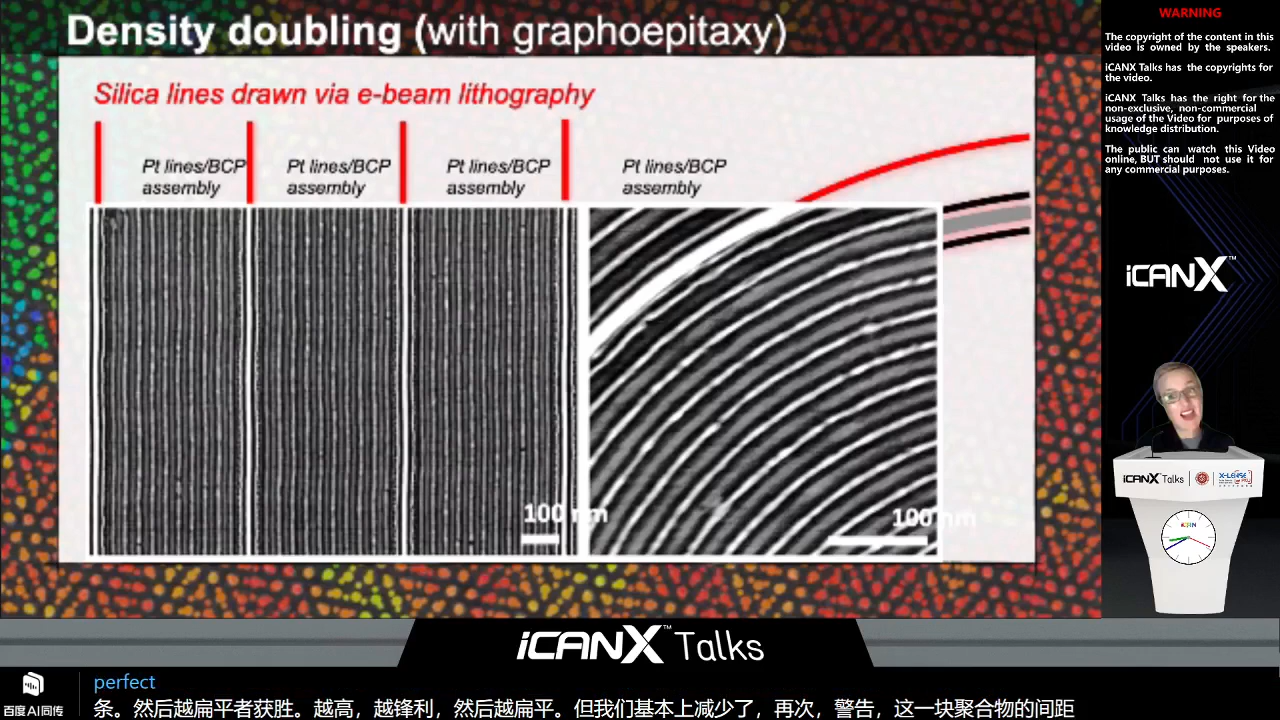 Density doubling (with graphoepitaxy)
Silica lines drawn via e-beam lithography
Pt lines/BCP
assembly
Pt lines/BCP
assembly
Pt lines/BCP
assembly
Pt lines/BCP
assembly
100 nm
100 nm
WARNING
The copyright of the content in this
video is owned by the speakers.
iCANX Talks has the copyrights for
the video.
iCANX Talks has the right for the
non-exclusive, non-commercial
usage of the Video for purposes of
knowledge distribution.
The public can watch this Video
online, BUT should not use it for
any commercial purposes.
iCANX™
iCANX Talks
iCANX™ Talks
perfect
条。然后越扁平者获胜。越高，越锋利，然后越扁平。但我们基本上减少了，再次，警告，这一块聚合物的间距
百度AI同传